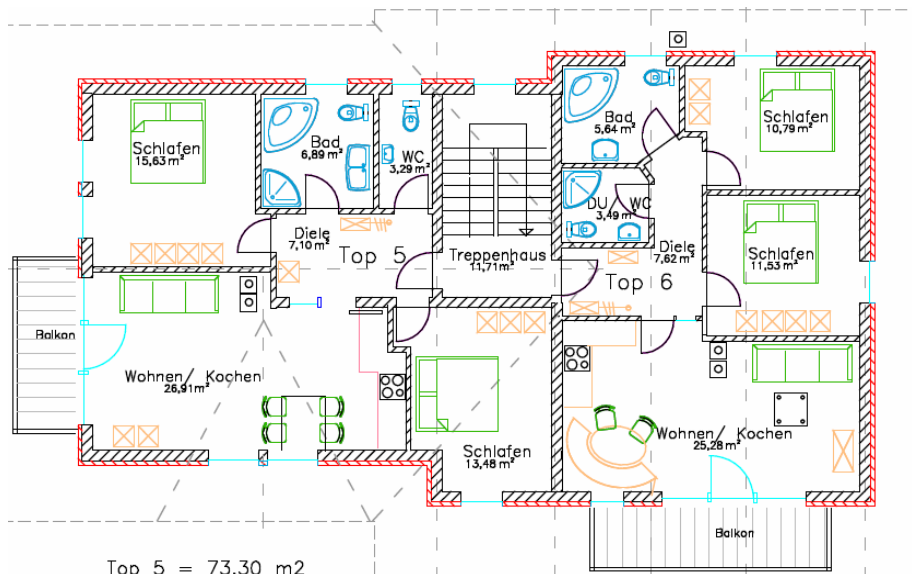 Schlafen
15,63 m²
Bad
6,89 m²
WC
3,29 m²
Bad
5,64 m²
Schlafen
10,79 m²
DU/ WC
3,49 m²
Diele
7,10 m²
Top 5
Treppenhaus
11,71 m²
Diele
7,62 m²
Top 6
Schlafen
11,53 m²
Balkon
Wohnen/ Kochen
26,91 m²
Schlafen
13,48 m²
Wohnen/ Kochen
25,28 m²
Balkon
Top 5 = 73.30 m2